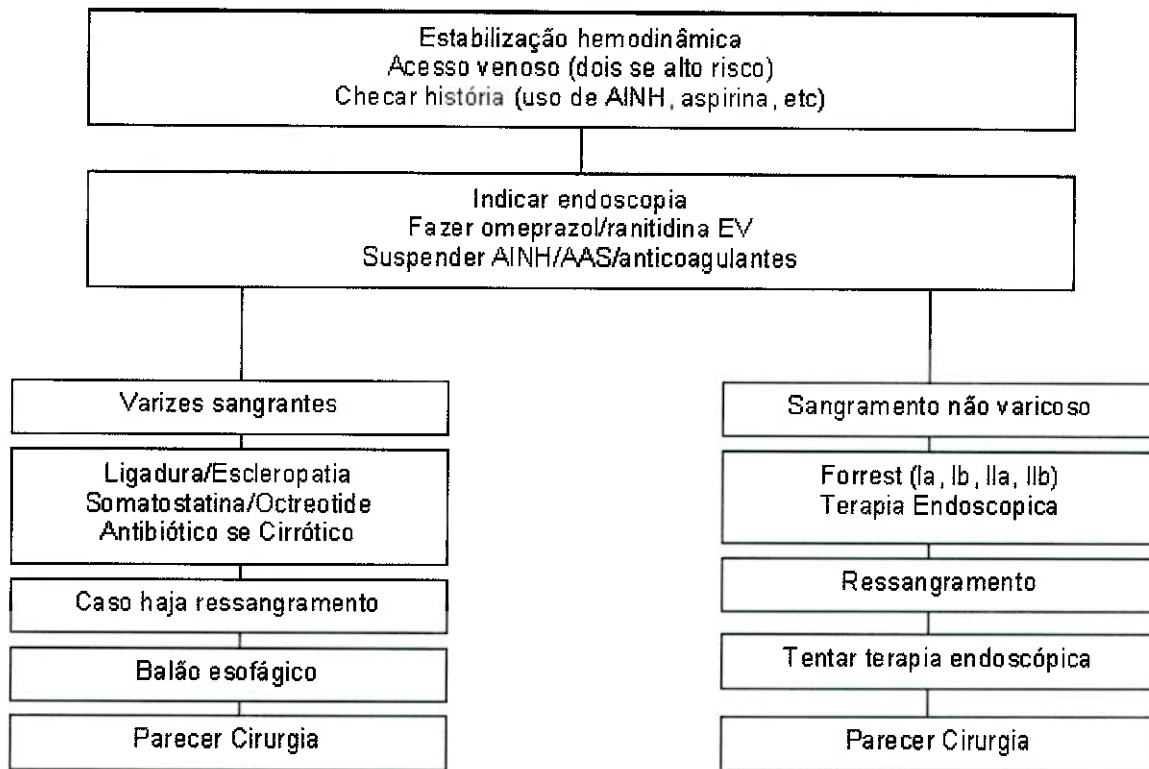 Estabilização hemodinâmica
Acesso venoso (dois se alto risco)
Checar história (uso de AINH, aspirina, etc)
Indicar endoscopia
Fazer omeprazol/ranitidina EV
Suspender AINH/AAS/anticoagulantes
Varizes sangrantes
Ligadura/Escleropatia
Somatostatina/Octreotide
Antibiótico se Cirrótico
Caso haja ressangramento
Balão esofágico
Parecer Cirurgia
Sangramento não varicoso
Forrest (Ia, Ib, IIa, IIb)
Terapia Endoscopica
Ressangramento
Tentar terapia endoscópica
Parecer Cirurgia